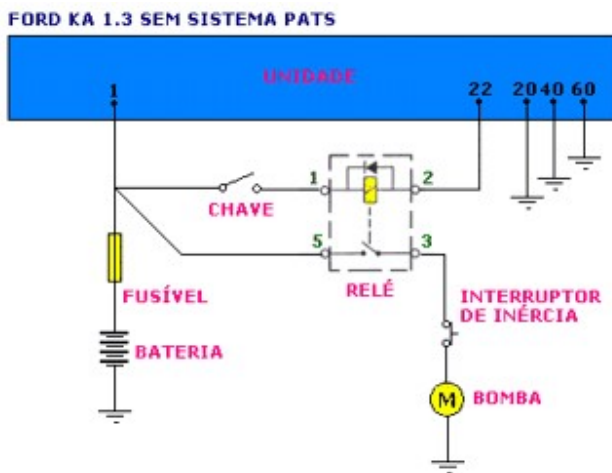 FORD KA 1.3 SEM SISTEMA PATS
UNIDADE
1
22
20 40 60
1
2
CHAVE
5
3
RELÉ
FUSÍVEL
INTERRUPTOR
DE INÉRCIA
BATERIA
M
BOMBA